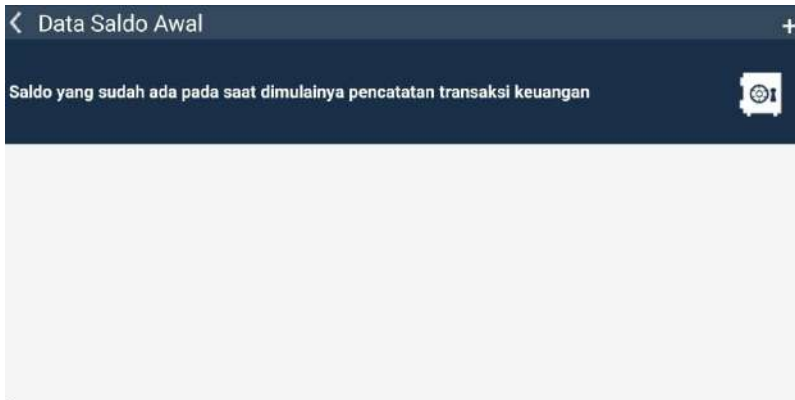 Data Saldo Awal
Saldo yang sudah ada pada saat dimulainya pencatatan transaksi keuangan